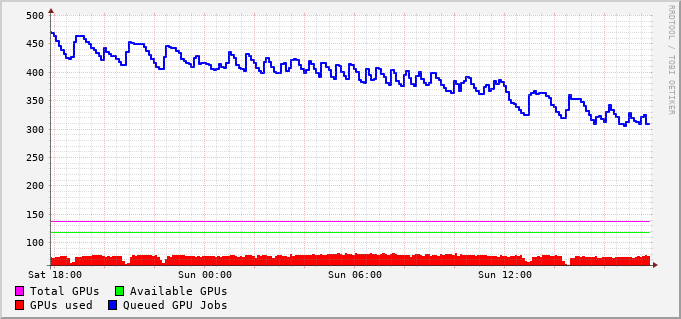 500
450
400
350
300
250
200
150
100
Sat 18:00 Sun 00:00 Sun 06:00 Sun 12:00
Total GPUs Available GPUs
GPUs used Queued GPU Jobs
RRDTOOL / TOBI OETIKER